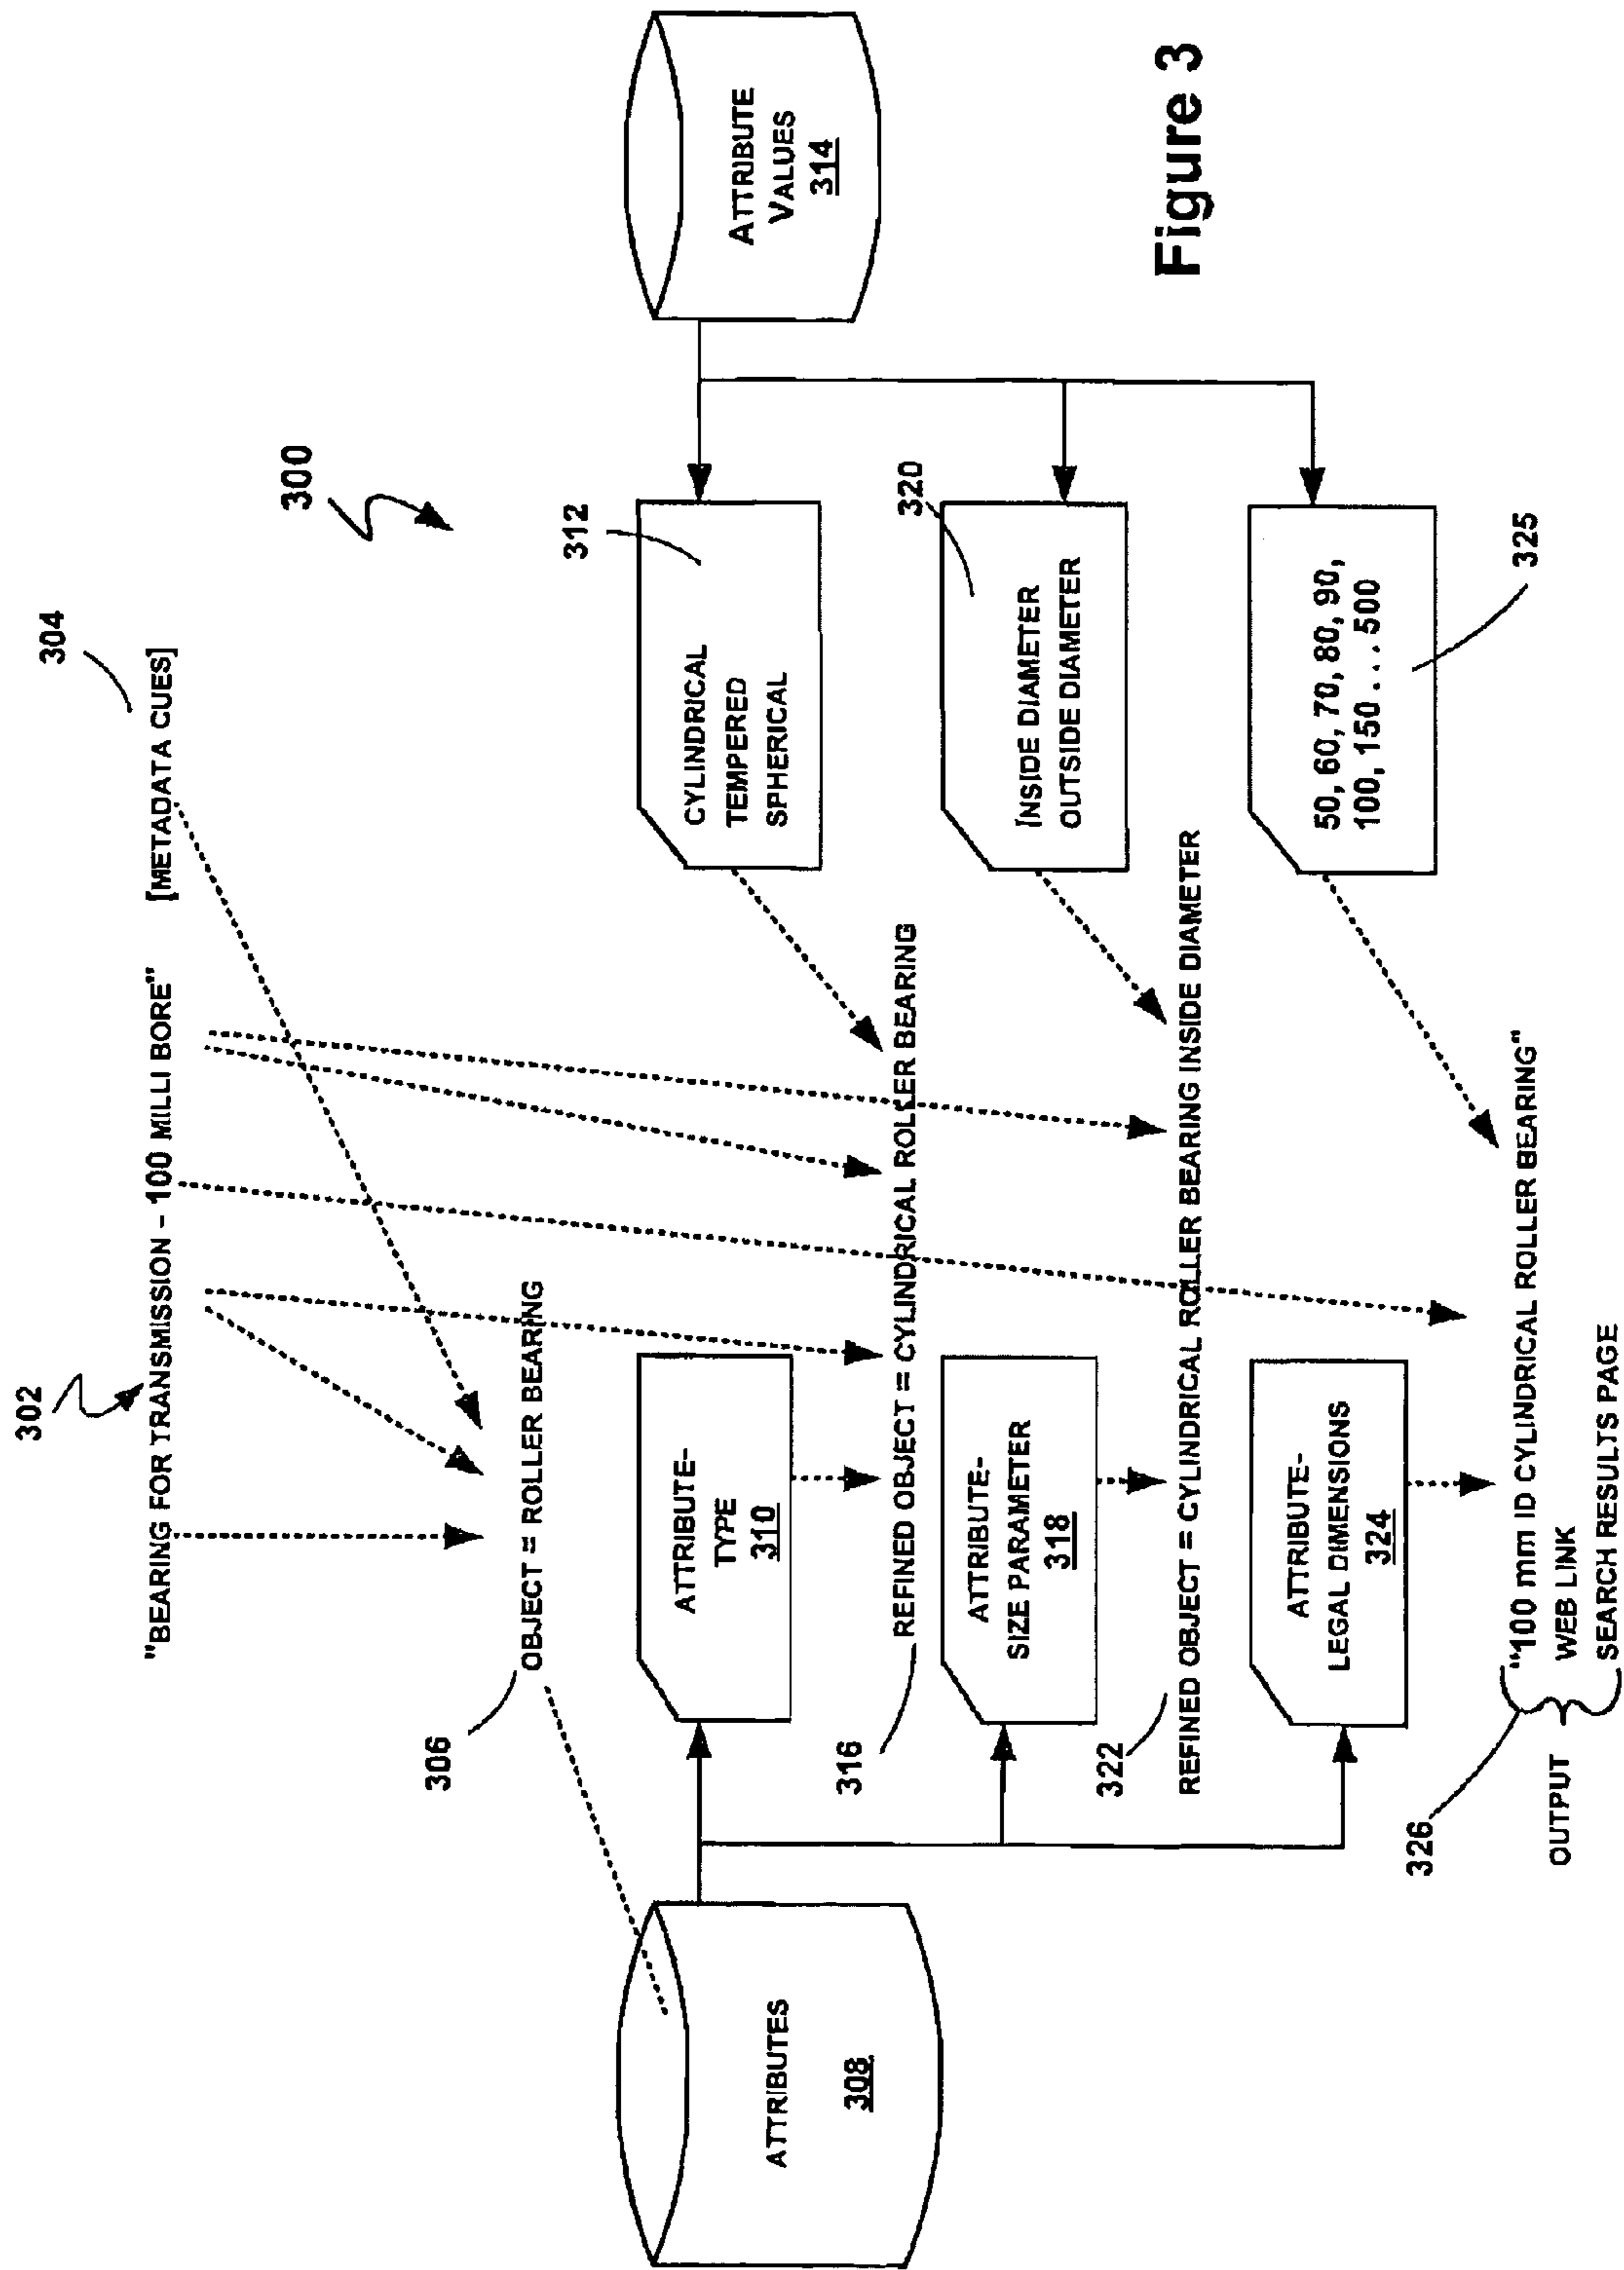 302
304
"BEARING FOR TRANSMISSION – 100 MILLI BORE" [METADATA CUES]
300
306
OBJECT = ROLLER BEARING
ATTRIBUTES
308
ATTRIBUTE-
TYPE
310
312
CYLINDRICAL
TEMPERED
SPHERICAL
ATTRIBUTE
VALUES
314
316
REFINED OBJECT = CYLINDRICAL ROLLER BEARING
ATTRIBUTE-
SIZE PARAMETER
318
320
INSIDE DIAMETER
OUTSIDE DIAMETER
322
REFINED OBJECT = CYLINDRICAL ROLLER BEARING INSIDE DIAMETER
ATTRIBUTE-
LEGAL DIMENSIONS
324
50, 60, 70, 80, 90,
100, 150 . . . 500
325
326
OUTPUT
"100 mm ID CYLINDRICAL ROLLER BEARING"
WEB LINK
SEARCH RESULTS PAGE
Figure 3